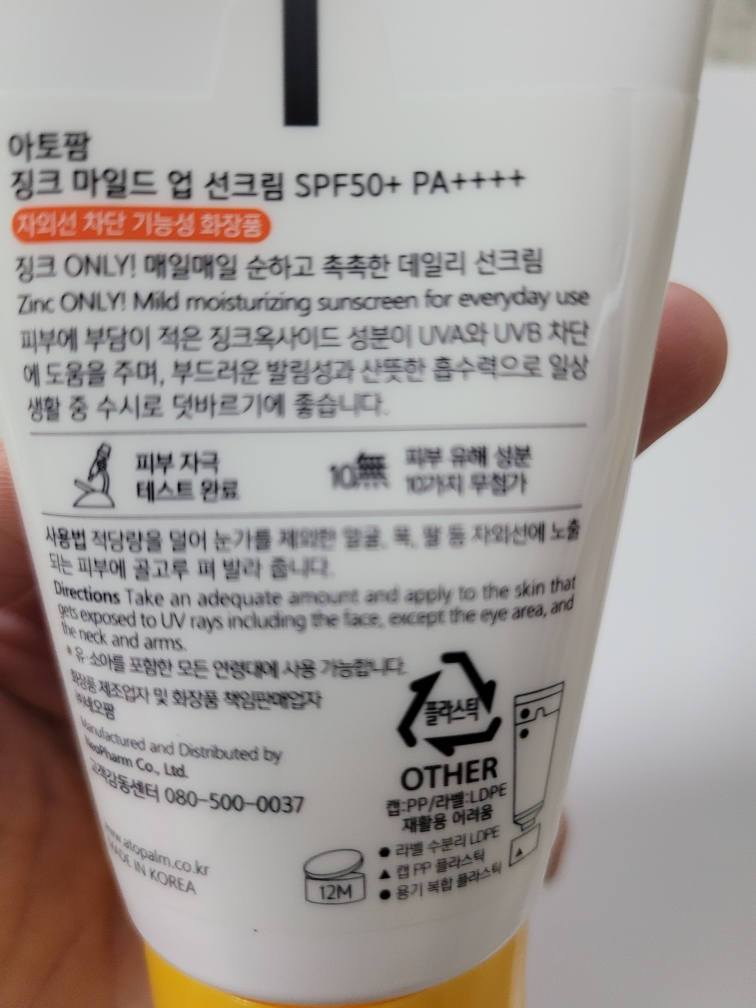 아토팜
징크 마일드 업 선크림 SPF50+ PA++++
자외선 차단 기능성 화장품
징크 ONLY! 매일매일 순하고 촉촉한 데일리 선크림
Zinc ONLY! Mild moisturizing sunscreen for everyday use
피부에 부담이 적은 징크옥사이드 성분이 UVA와 UVB 차단
에 도움을 주며, 부드러운 발림성과 산뜻한 흡수력으로 일상
생활 중 수시로 덧바르기에 좋습니다.
피부 자극
테스트 완료
10無
피부 유해 성분
10가지 무첨가
사용법 적당량을 덜어 눈가를 제외한 얼굴, 목, 팔 등 자외선에 노출
되는 피부에 골고루 펴 발라 줍니다.
Directions Take an adequate amount and apply to the skin that
gets exposed to UV rays including the face, except the eye area, and
the neck and arms.
* 유·소아를 포함한 모든 연령대에 사용 가능합니다.
화장품 제조업자 및 화장품 책임판매업자
㈜네오팜
Manufactured and Distributed by
NeoPharm Co., Ltd.
고객감동센터 080-500-0037
www.atopalm.co.kr
MADE IN KOREA
플라스틱
OTHER
캡:PP/라벨:LDPE
재활용 어려움
● 라벨 수분리 LDPE
▲ 캡 PP 플라스틱
● 용기 복합 플라스틱
12M